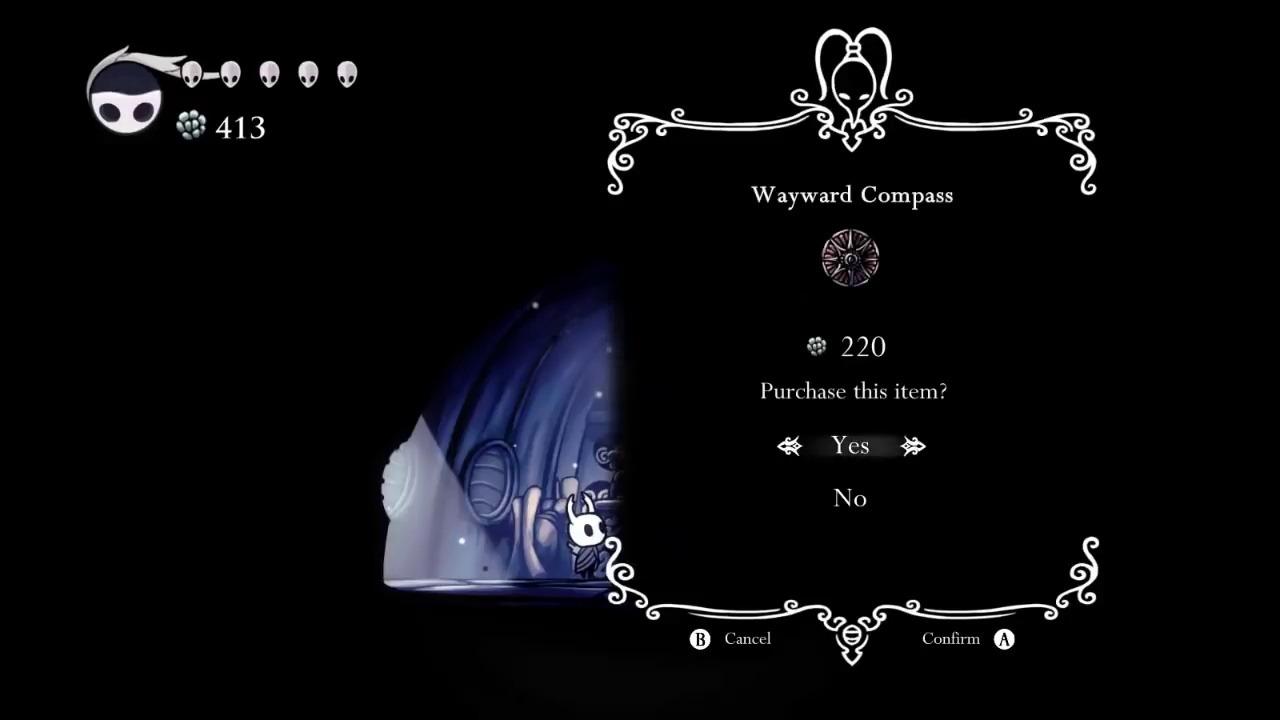 413
Wayward Compass
220
Purchase this item?
Yes
No
B Cancel
Confirm A